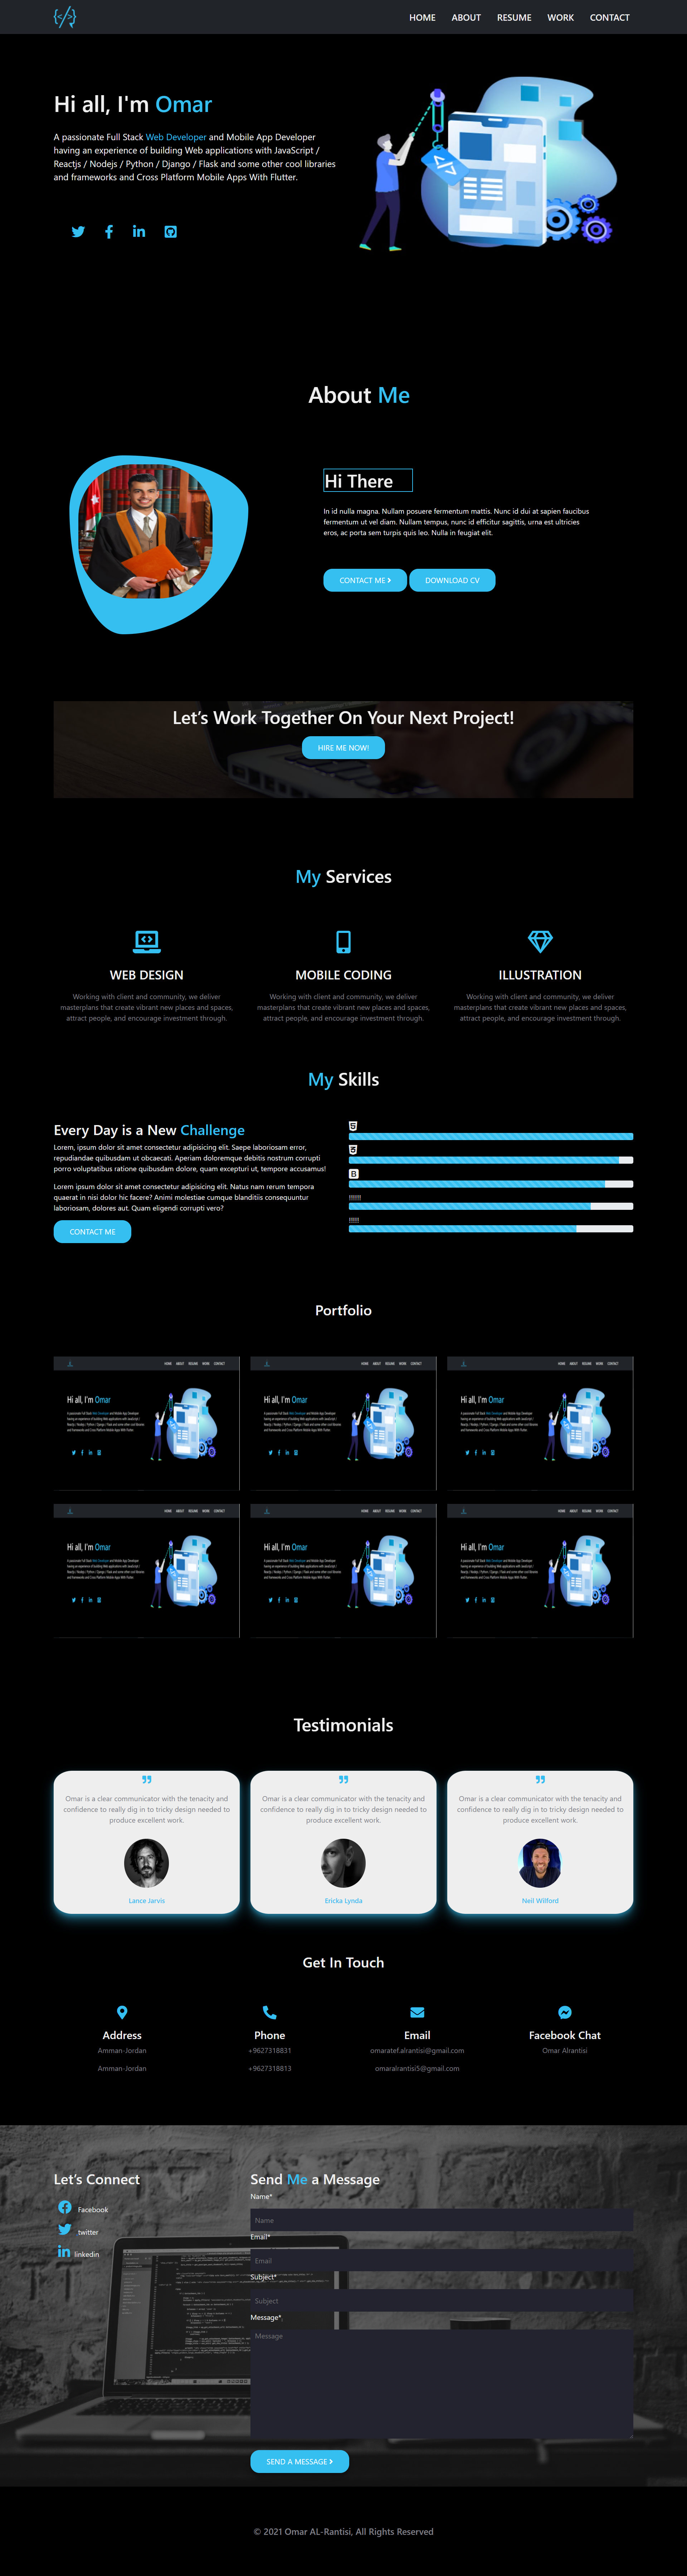 HOME ABOUT RESUME WORK CONTACT
Hi all, I'm Omar
A passionate Full Stack Web Developer and Mobile App Developer
having an experience of building Web applications with JavaScript /
Reactjs / Nodejs / Python / Django / Flask and some other cool libraries
and frameworks and Cross Platform Mobile Apps With Flutter.
About Me
Hi There
In id nulla magna. Nullam posuere fermentum mattis. Nunc id dui at sapien faucibus
fermentum ut vel diam. Nullam tempus, nunc id efficitur sagittis, urna est ultricies
eros, ac porta sem turpis quis leo. Nulla in feugiat elit.
CONTACT ME DOWNLOAD CV
Let's Work Together On Your Next Project!
HIRE ME NOW!
My Services
WEB DESIGN
Working with client and community, we deliver
masterplans that create vibrant new places and spaces,
attract people, and encourage investment through.
MOBILE CODING
Working with client and community, we deliver
masterplans that create vibrant new places and spaces,
attract people, and encourage investment through.
ILLUSTRATION
Working with client and community, we deliver
masterplans that create vibrant new places and spaces,
attract people, and encourage investment through.
My Skills
Every Day is a New Challenge
Lorem, ipsum dolor sit amet consectetur adipisicing elit. Saepe laboriosam error,
repudiandae quibusdam ut obcaecati. Aperiam doloremque debitis nostrum corrupti
porro voluptatibus ratione quibusdam dolore, quam excepturi ut, tempore accusamus!
Lorem ipsum dolor sit amet consectetur adipisicing elit. Natus nam rerum tempora
quaerat in nisi dolor hic facere? Animi molestiae cumque blanditiis consequuntur
laboriosam, dolores aut. Quam eligendi corrupti vero?
CONTACT ME
Portfolio
Hi all, I'm Omar
Hi all, I'm Omar
Hi all, I'm Omar
Hi all, I'm Omar
Hi all, I'm Omar
Hi all, I'm Omar
Testimonials
Omar is a clear communicator with the tenacity and
confidence to really dig in to tricky design needed to
produce excellent work.
Lance Jarvis
Omar is a clear communicator with the tenacity and
confidence to really dig in to tricky design needed to
produce excellent work.
Ericka Lynda
Omar is a clear communicator with the tenacity and
confidence to really dig in to tricky design needed to
produce excellent work.
Neil Wilford
Get In Touch
Address
Amman-Jordan
Amman-Jordan
Phone
+9627318831
+9627318813
Email
omaratef.alrantisi@gmail.com
omaralrantisi5@gmail.com
Facebook Chat
Omar Alrantisi
Let's Connect
Facebook
twitter
linkedin
Send Me a Message
Name*
Name
Email*
Email
Subject*
Subject
Message*
Message
SEND A MESSAGE
© 2021 Omar AL-Rantisi, All Rights Reserved